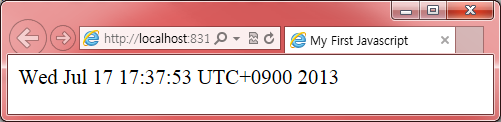 http://localhost:831
My First Javascript
Wed Jul 17 17:37:53 UTC+0900 2013